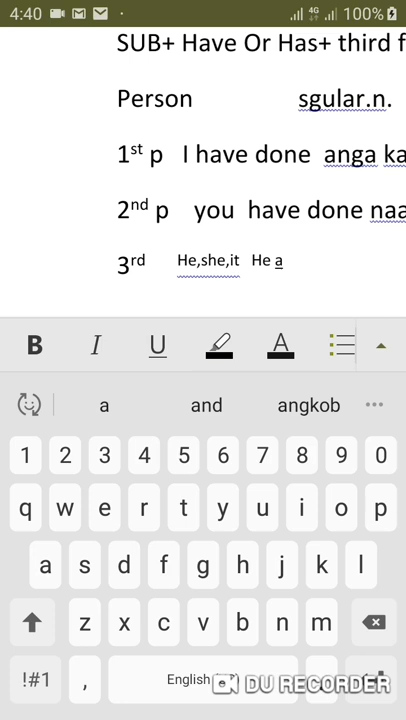 4:40 4G 100%
SUB+ Have Or Has+ third f
Person sgular.n.
1st p I have done anga ka
2nd p you have done naa
3rd He,she,it He a
B I U A
a and angkob ...
1 2 3 4 5 6 7 8 9 0
q w e r t y u i o p
a s d f g h j k l
z x c v b n m
!#1 , English
DU RECORDER